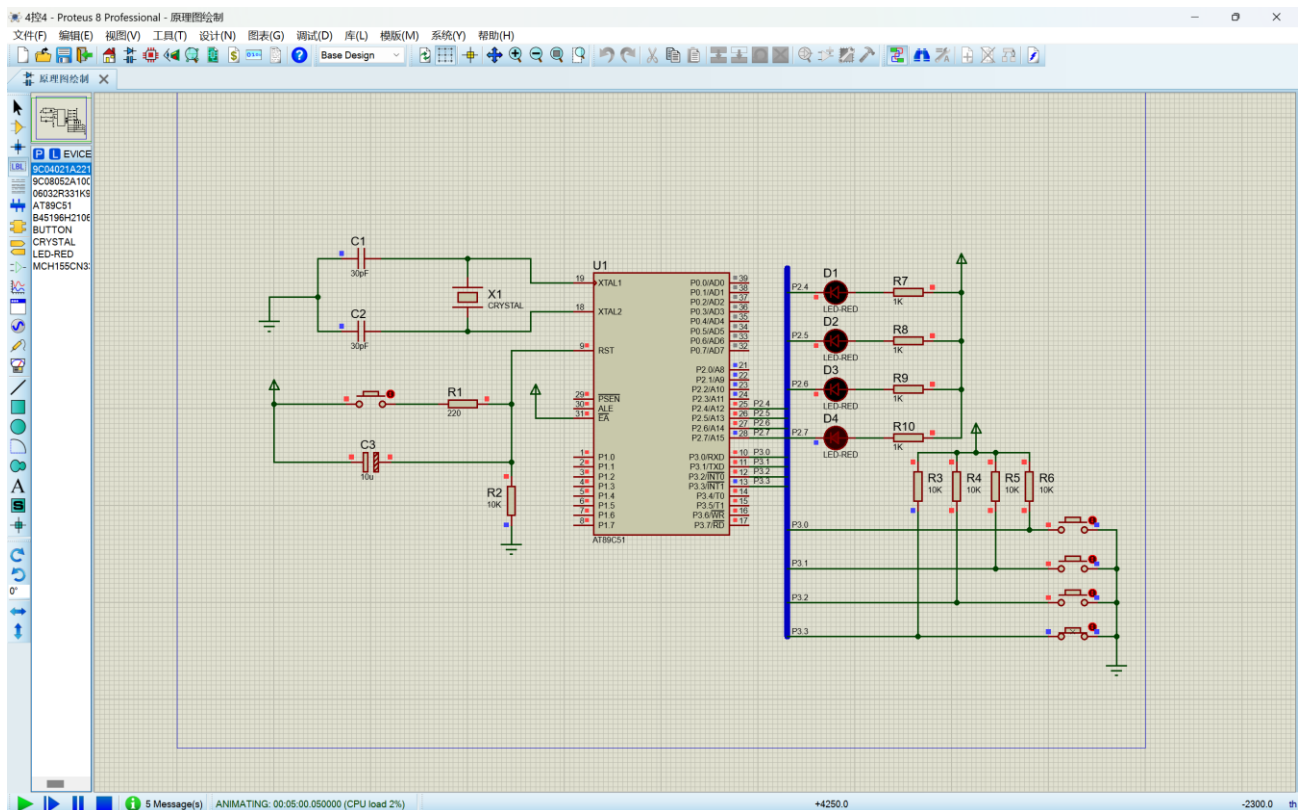 4控4 - Proteus 8 Professional - 原理图绘制
文件(F) 编辑(E) 视图(V) 工具(T) 设计(N) 图表(G) 调试(D) 库(L) 模版(M) 系统(Y) 帮助(H)
Base Design
原理图绘制
P L EVICE
9C04021A221
9C08052A10C
06032R331K9
AT89C51
B45196H2106
BUTTON
CRYSTAL
LED-RED
MCH155CN3
LBL
A
S
0°
C1
30pF
C2
30pF
X1
CRYSTAL
R1
220
C3
10u
R2
10K
U1
19 XTAL1
18 XTAL2
9 RST
29 PSEN
30 ALE
31 EA
1 P1.0
2 P1.1
3 P1.2
4 P1.3
5 P1.4
6 P1.5
7 P1.6
8 P1.7
P0.0/AD0 39
P0.1/AD1 38
P0.2/AD2 37
P0.3/AD3 36
P0.4/AD4 35
P0.5/AD5 34
P0.6/AD6 33
P0.7/AD7 32
P2.0/A8 21
P2.1/A9 22
P2.2/A10 23
P2.3/A11 24
P2.4/A12 25 P2.4
P2.5/A13 26 P2.5
P2.6/A14 27 P2.6
P2.7/A15 28 P2.7
P3.0/RXD 10 P3.0
P3.1/TXD 11 P3.1
P3.2/INT0 12 P3.2
P3.3/INT1 13 P3.3
P3.4/T0 14
P3.5/T1 15
P3.6/WR 16
P3.7/RD 17
AT89C51
P2.4
D1
LED-RED
R7
1K
P2.5
D2
LED-RED
R8
1K
P2.6
D3
LED-RED
R9
1K
P2.7
D4
LED-RED
R10
1K
R3
10K
R4
10K
R5
10K
R6
10K
P3.0
P3.1
P3.2
P3.3
5 Message(s) ANIMATING: 00:05:00.050000 (CPU load 2%) +4250.0 -2300.0 th